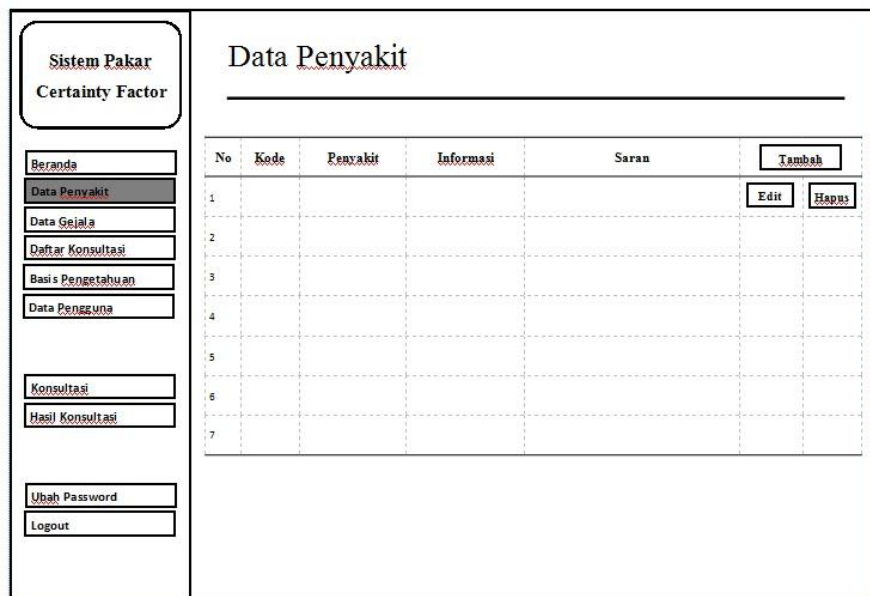 Sistem Pakar
Certainty Factor
Beranda
Data Penyakit
Data Gejala
Daftar Konsultasi
Basis Pengetahuan
Data Pengguna
Konsultasi
Hasil Konsultasi
Ubah Password
Logout
Data Penyakit
No Kode Penyakit Informasi Saran Tambah
1 Edit Hapus
2
3
4
5
6
7